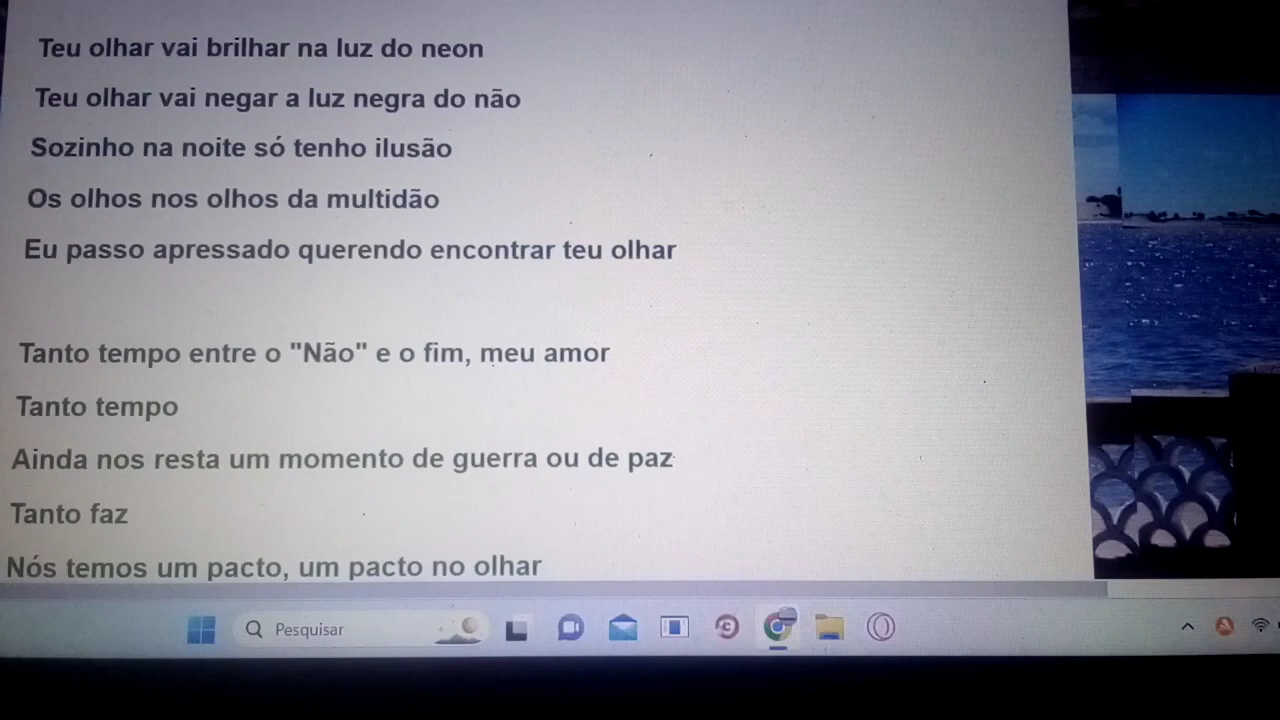 Teu olhar vai brilhar na luz do neon
Teu olhar vai negar a luz negra do não
Sozinho na noite só tenho ilusão
Os olhos nos olhos da multidão
Eu passo apressado querendo encontrar teu olhar
Tanto tempo entre o "Não" e o fim, meu amor
Tanto tempo
Ainda nos resta um momento de guerra ou de paz
Tanto faz
Nós temos um pacto, um pacto no olhar
Pesquisar